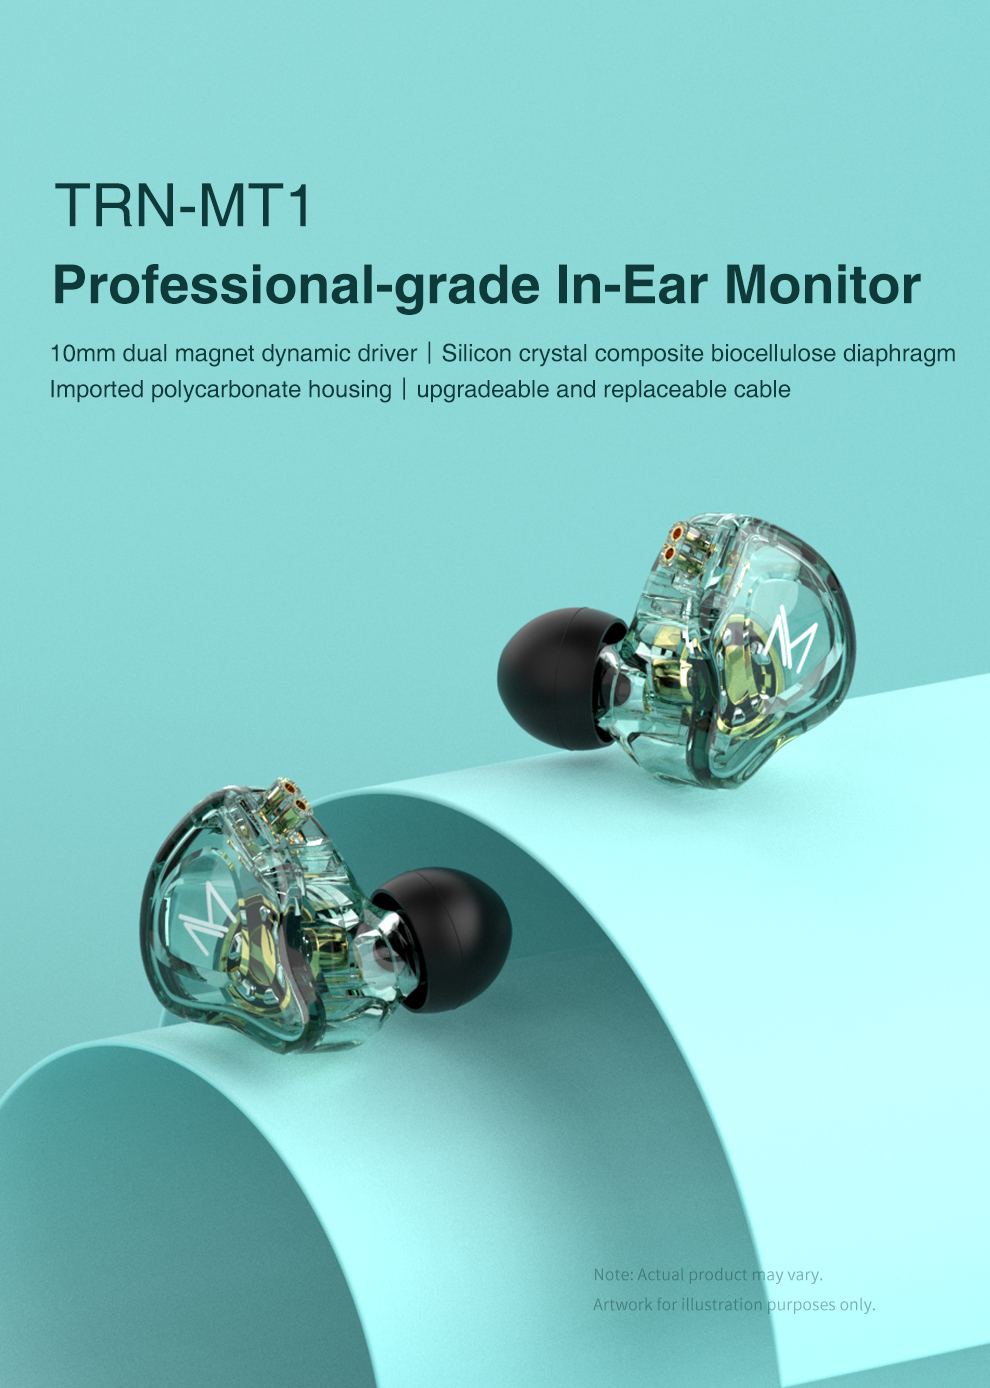 TRN-MT1
Professional-grade In-Ear Monitor
10mm dual magnet dynamic driver | Silicon crystal composite biocellulose diaphragm
Imported polycarbonate housing | upgradeable and replaceable cable
Note: Actual product may vary.
Artwork for illustration purposes only.